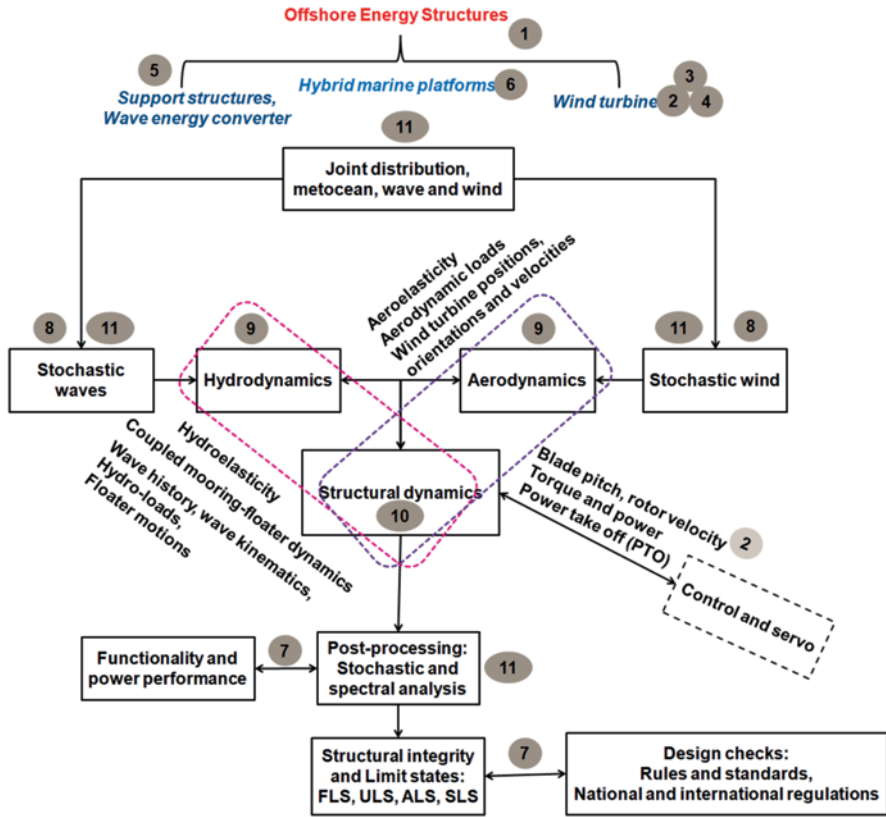 Offshore Energy Structures
1
5
Support structures,
Wave energy converter
Hybrid marine platforms
6
Wind turbine
3
2
4
11
Joint distribution,
metocean, wave and wind
Aeroelasticity
Aerodynamic loads
Wind turbine positions,
orientations and velocities
8
11
Stochastic
waves
9
Hydrodynamics
9
Aerodynamics
11
8
Stochastic wind
Hydroelasticity
Coupled mooring-floater dynamics
Wave history, wave kinematics,
Hydro-loads,
Floater motions
Structural dynamics
10
Blade pitch, rotor velocity
Torque and power
Power take off (PTO)
2
Control and servo
Functionality and
power performance
7
Post-processing:
Stochastic and
spectral analysis
11
Structural integrity
and Limit states:
FLS, ULS, ALS, SLS
7
Design checks:
Rules and standards,
National and international regulations